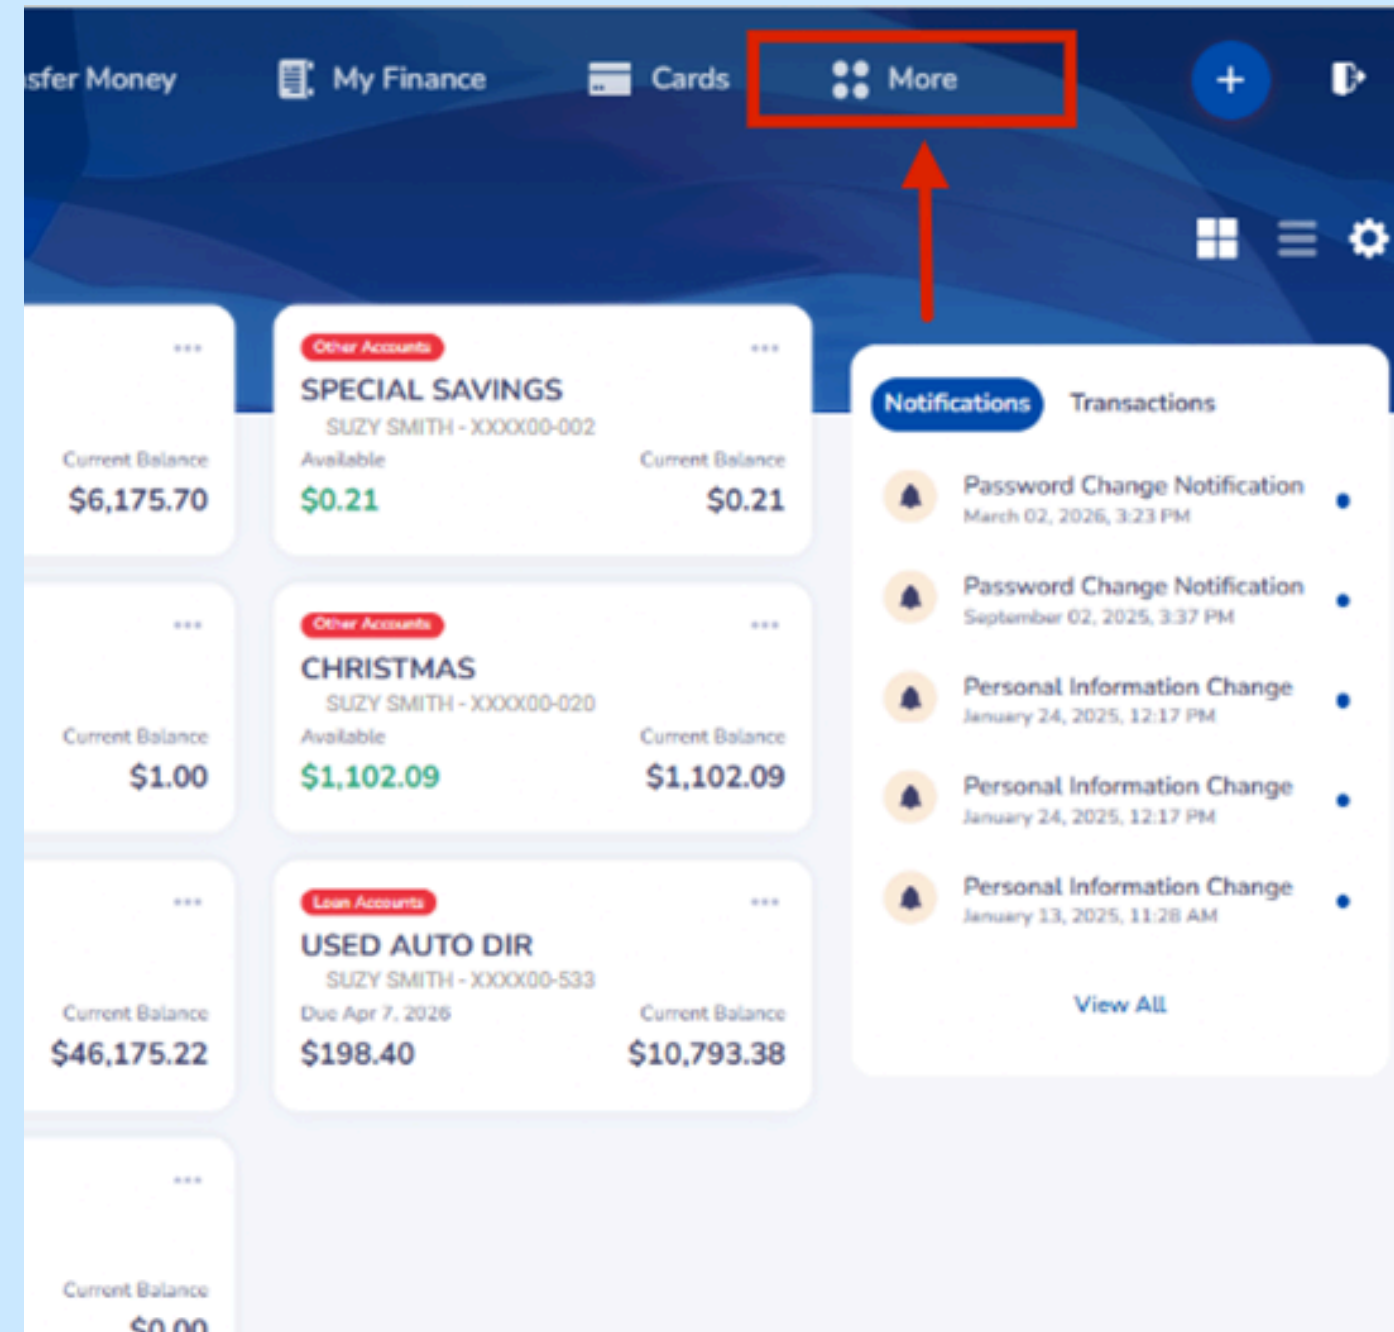 sfer Money
My Finance
Cards
More
Current Balance
$6,175.70
Current Balance
$1.00
Current Balance
$46,175.22
Current Balance
$0.00
Other Accounts
SPECIAL SAVINGS
SUZY SMITH - XXXX00-002
Available Current Balance
$0.21 $0.21
Other Accounts
CHRISTMAS
SUZY SMITH - XXXX00-020
Available Current Balance
$1,102.09 $1,102.09
Loan Accounts
USED AUTO DIR
SUZY SMITH - XXXX00-533
Due Apr 7, 2026 Current Balance
$198.40 $10,793.38
Notifications Transactions
Password Change Notification
March 02, 2026, 3:23 PM
Password Change Notification
September 02, 2025, 3:37 PM
Personal Information Change
January 24, 2025, 12:17 PM
Personal Information Change
January 24, 2025, 12:17 PM
Personal Information Change
January 13, 2025, 11:28 AM
View All